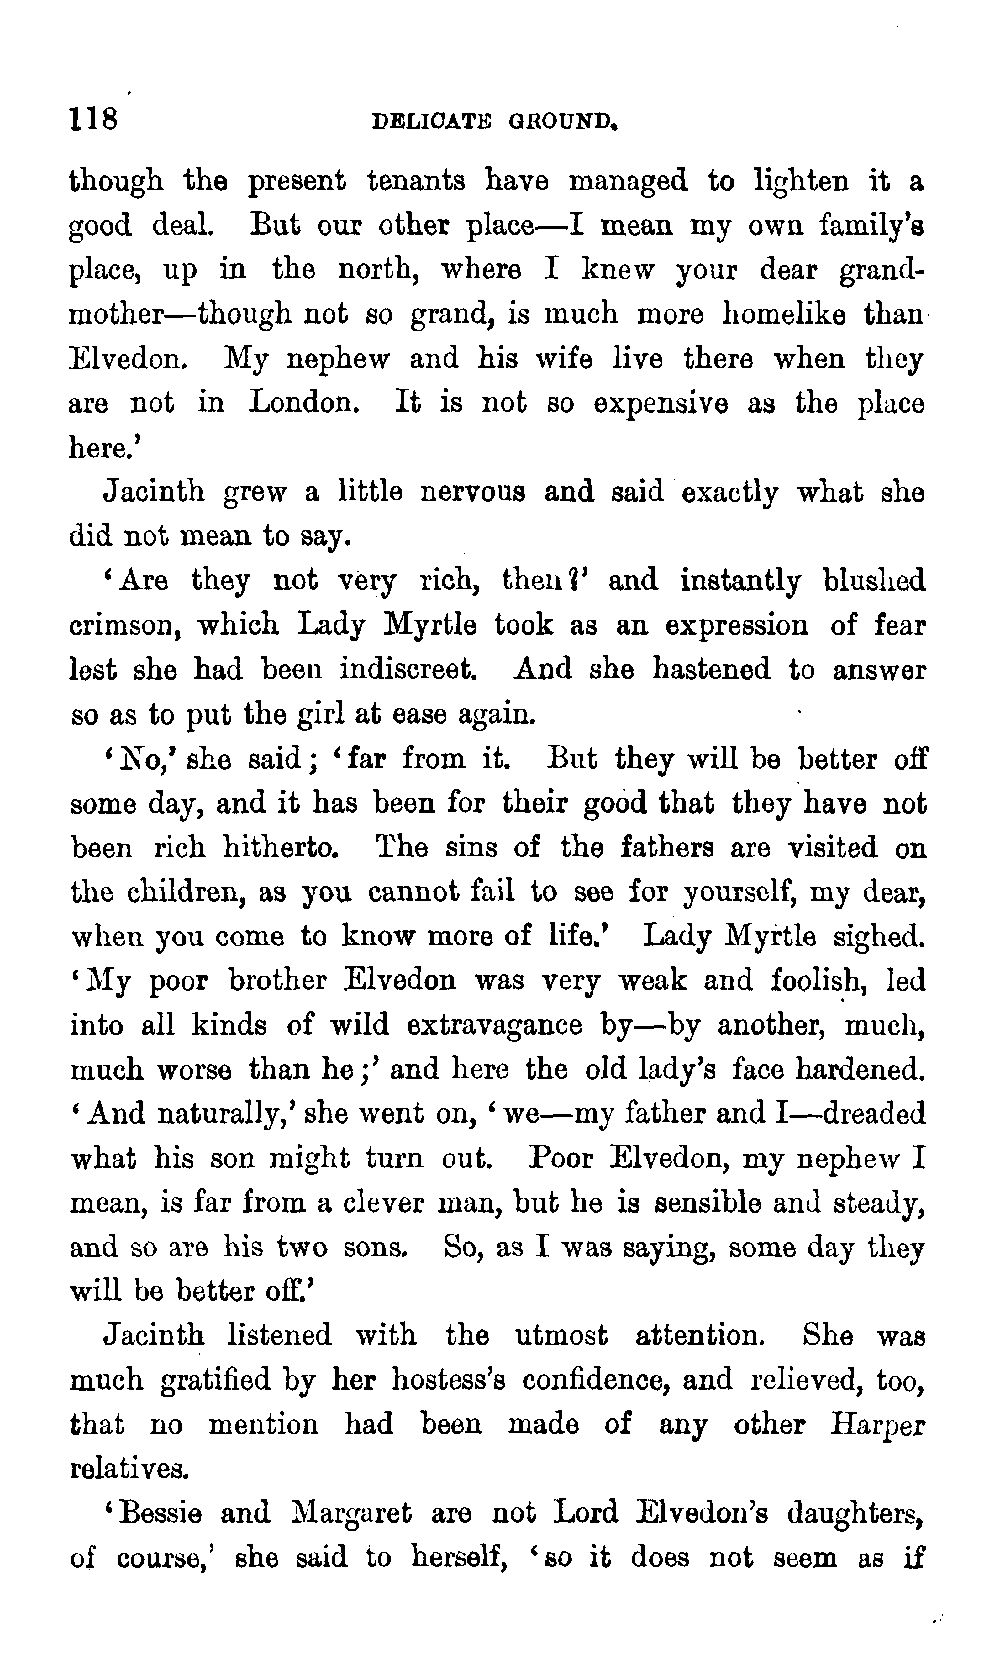 118 DELICATE GROUND.
though the present tenants have managed to lighten it a
good deal. But our other place—I mean my own family's
place, up in the north, where I knew your dear grand-
mother—though not so grand, is much more homelike than
Elvedon. My nephew and his wife live there when they
are not in London. It is not so expensive as the place
here.'
Jacinth grew a little nervous and said exactly what she
did not mean to say.
'Are they not very rich, then?' and instantly blushed
crimson, which Lady Myrtle took as an expression of fear
lest she had been indiscreet. And she hastened to answer
so as to put the girl at ease again.
'No,' she said; 'far from it. But they will be better off
some day, and it has been for their good that they have not
been rich hitherto. The sins of the fathers are visited on
the children, as you cannot fail to see for yourself, my dear,
when you come to know more of life.' Lady Myrtle sighed.
'My poor brother Elvedon was very weak and foolish, led
into all kinds of wild extravagance by—by another, much,
much worse than he;' and here the old lady's face hardened.
'And naturally,' she went on, 'we—my father and I—dreaded
what his son might turn out. Poor Elvedon, my nephew I
mean, is far from a clever man, but he is sensible and steady,
and so are his two sons. So, as I was saying, some day they
will be better off.'
Jacinth listened with the utmost attention. She was
much gratified by her hostess's confidence, and relieved, too,
that no mention had been made of any other Harper
relatives.
'Bessie and Margaret are not Lord Elvedon's daughters,
of course,' she said to herself, 'so it does not seem as if